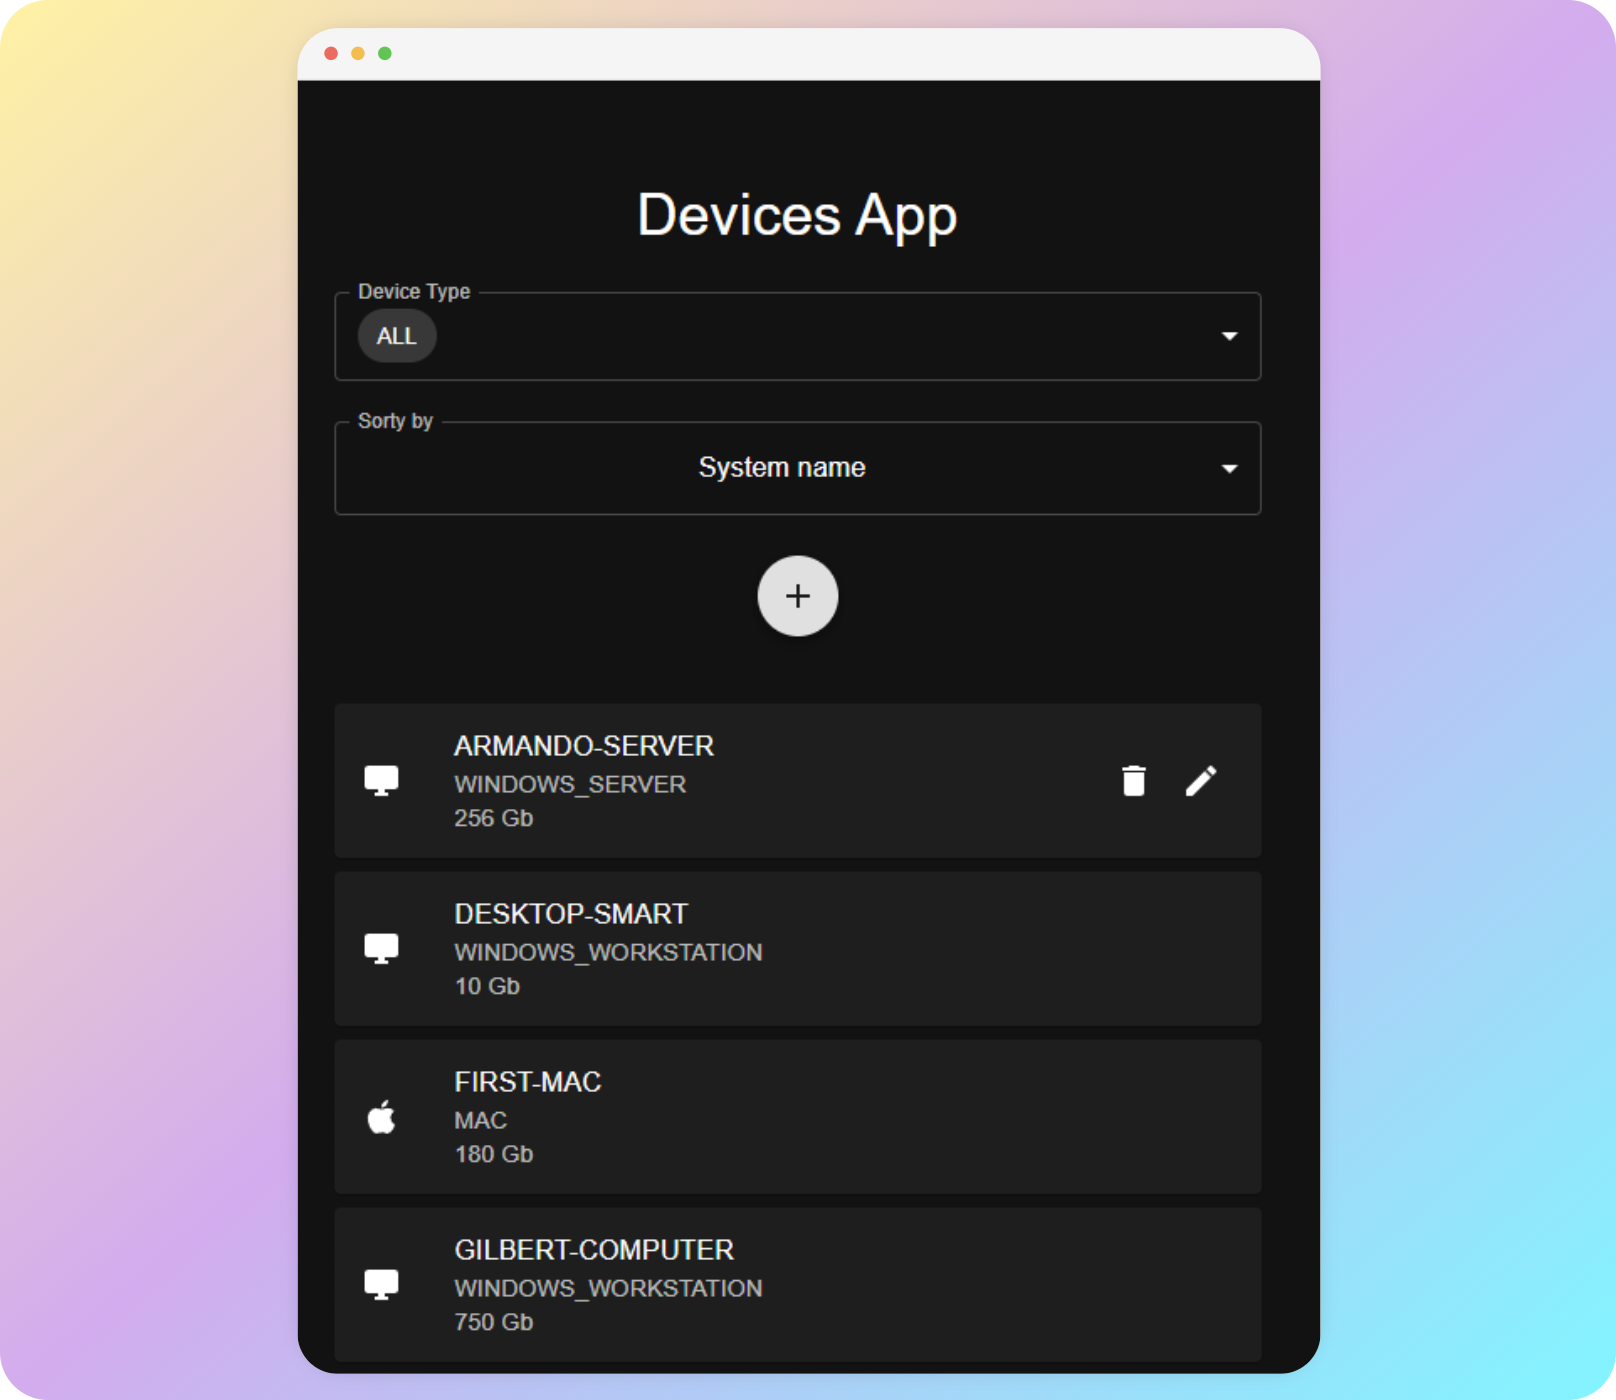 Devices App
Device Type
ALL
Sorty by
System name
ARMANDO-SERVER
WINDOWS_SERVER
256 Gb
DESKTOP-SMART
WINDOWS_WORKSTATION
10 Gb
FIRST-MAC
MAC
180 Gb
GILBERT-COMPUTER
WINDOWS_WORKSTATION
750 Gb